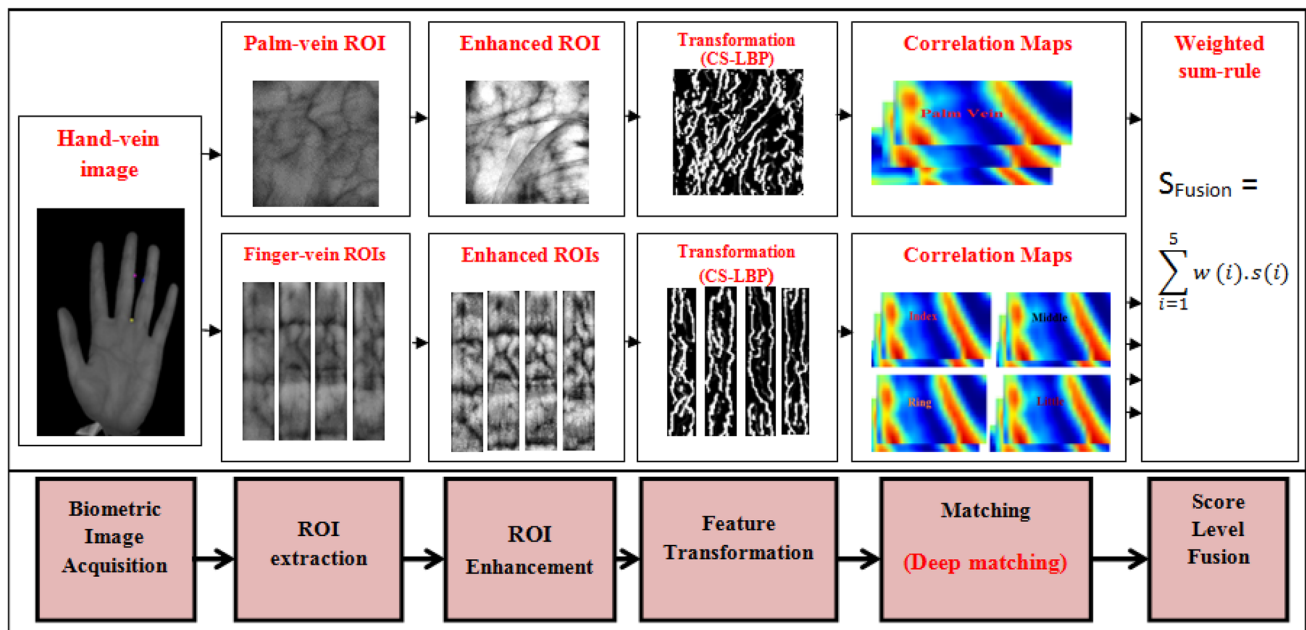 Hand-vein
image
Palm-vein ROI
Enhanced ROI
Transformation
(CS-LBP)
Correlation Maps
Palm Vein
Weighted
sum-rule
S_Fusion =
∑_{i=1}^{5} w(i).s(i)
Finger-vein ROIs
Enhanced ROIs
Transformation
(CS-LBP)
Correlation Maps
Index
Middle
Ring
Little
Biometric
Image
Acquisition
ROI
extraction
ROI
Enhancement
Feature
Transformation
Matching
(Deep matching)
Score
Level
Fusion